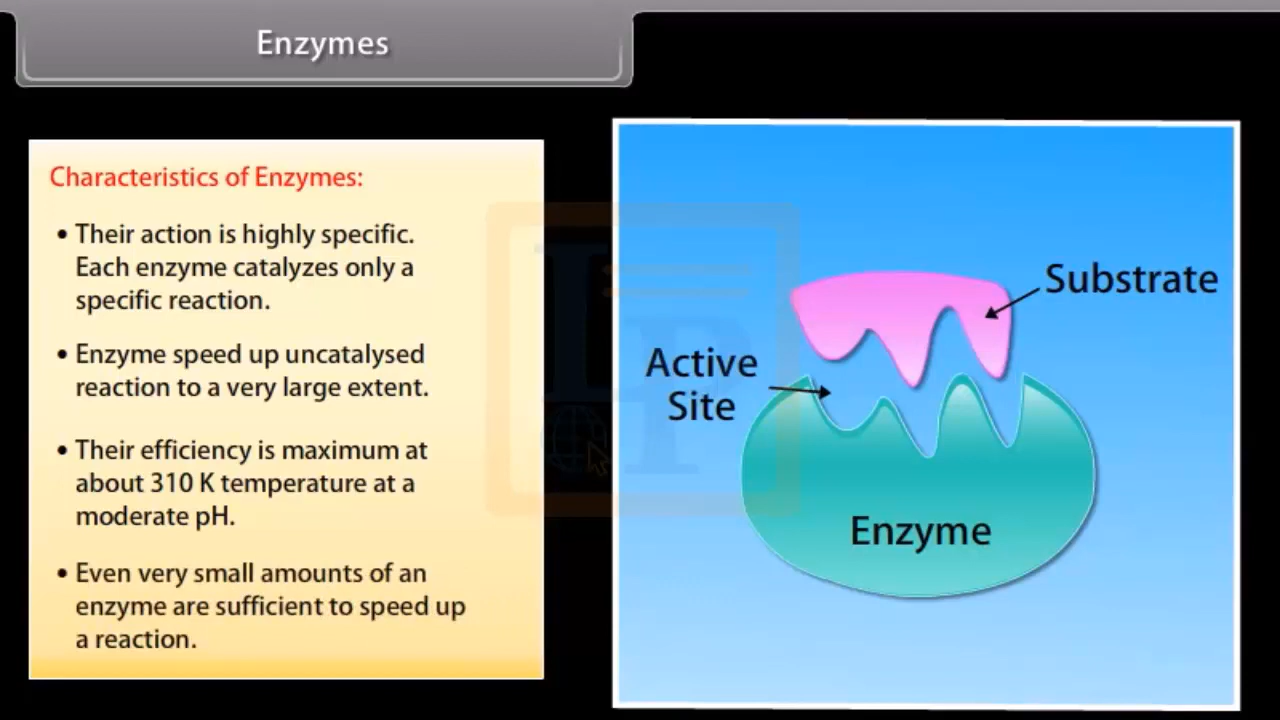 Enzymes
Characteristics of Enzymes:
• Their action is highly specific.
Each enzyme catalyzes only a
specific reaction.
• Enzyme speed up uncatalysed
reaction to a very large extent.
• Their efficiency is maximum at
about 310 K temperature at a
moderate pH.
• Even very small amounts of an
enzyme are sufficient to speed up
a reaction.
Substrate
Active
Site
Enzyme